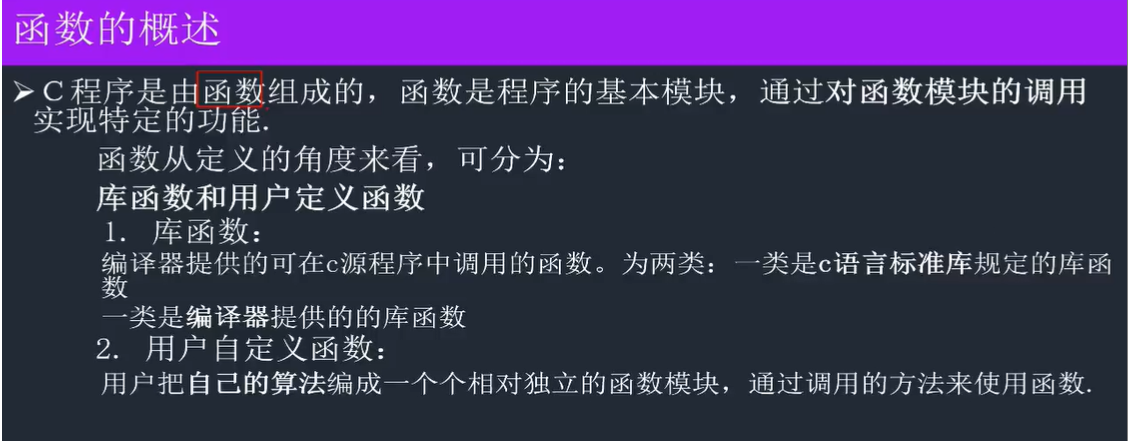 函数的概述
➢C程序是由函数组成的，函数是程序的基本模块，通过对函数模块的调用
实现特定的功能.
函数从定义的角度来看，可分为：
库函数和用户定义函数
1. 库函数：
编译器提供的可在c源程序中调用的函数。为两类：一类是c语言标准库规定的库函
数
一类是编译器提供的的库函数
2. 用户自定义函数：
用户把自己的算法编成一个个相对独立的函数模块，通过调用的方法来使用函数.